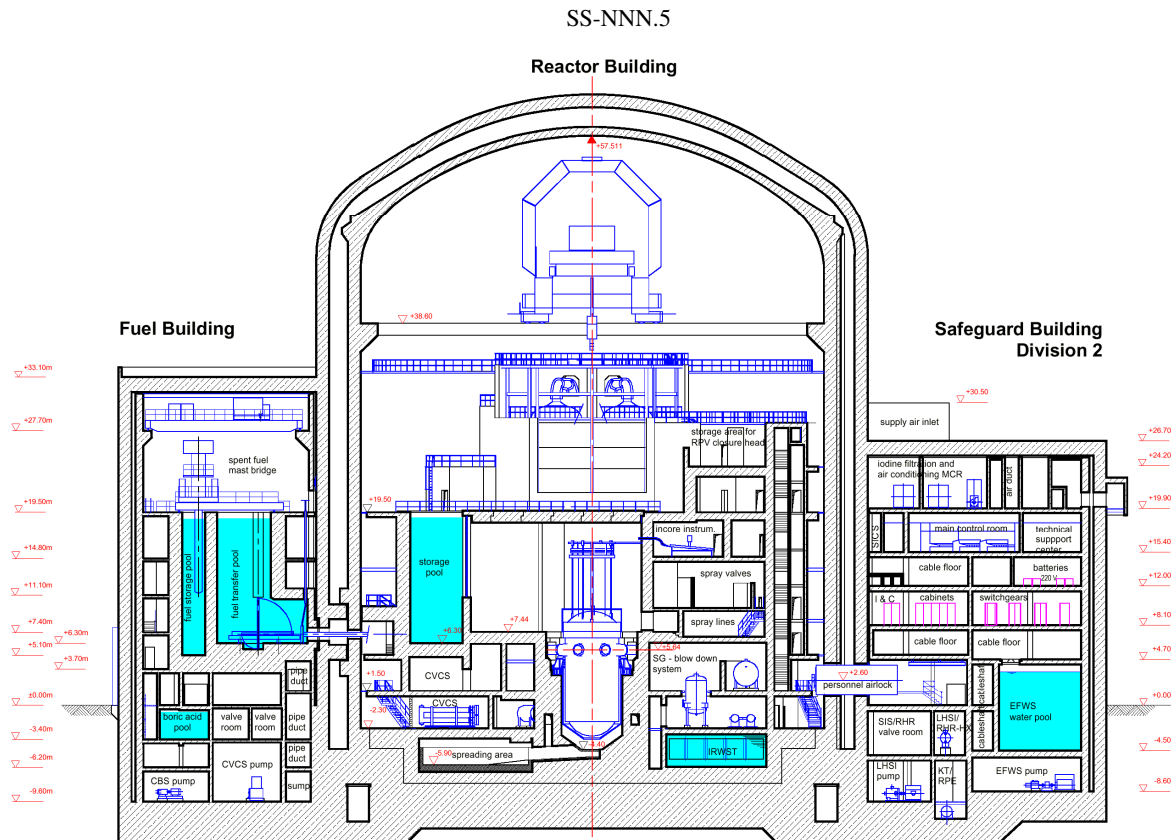 SS-NNN.5
Reactor Building
+57.511
Fuel Building
+38.60
Safeguard Building
Division 2
+33.10m
+30.50
supply air inlet
+27.70m
+26.70
storage area for
RPV closure head
spent fuel
mast bridge
iodine filtration and
air conditioning MCR
air duct
+24.20
+19.50m
+19.50
+19.90
fuel storage pool
fuel transfer pool
storage
pool
incore instrum.
SICS
main control room
technical
suppport
center
+15.40
+14.80m
spray valves
cable floor
batteries
220 V
+12.00
+11.10m
spray lines
I & C
cabinets
switchgears
+8.10
+7.40m
+6.30m
+6.30
+7.44
+5.64
cable floor
cable floor
+5.10m
+4.70
+3.70m
pipe
duct
+1.50
CVCS
SG - blow down
system
+2.60
personnel airlock
cableshaft
±0.00m
+0.00
boric acid
pool
valve
room
valve
room
pipe
duct
-2.30
CVCS
SIS/RHR
valve room
LHSI/
RHR-HX
cableshaft
EFWS
water pool
-3.40m
-4.40
-4.50
-5.90
spreading area
IRWST
-6.20m
pipe
duct
CVCS pump
CBS pump
sump
LHSI
pump
KT/
RPE
EFWS pump
-8.60
-9.60m